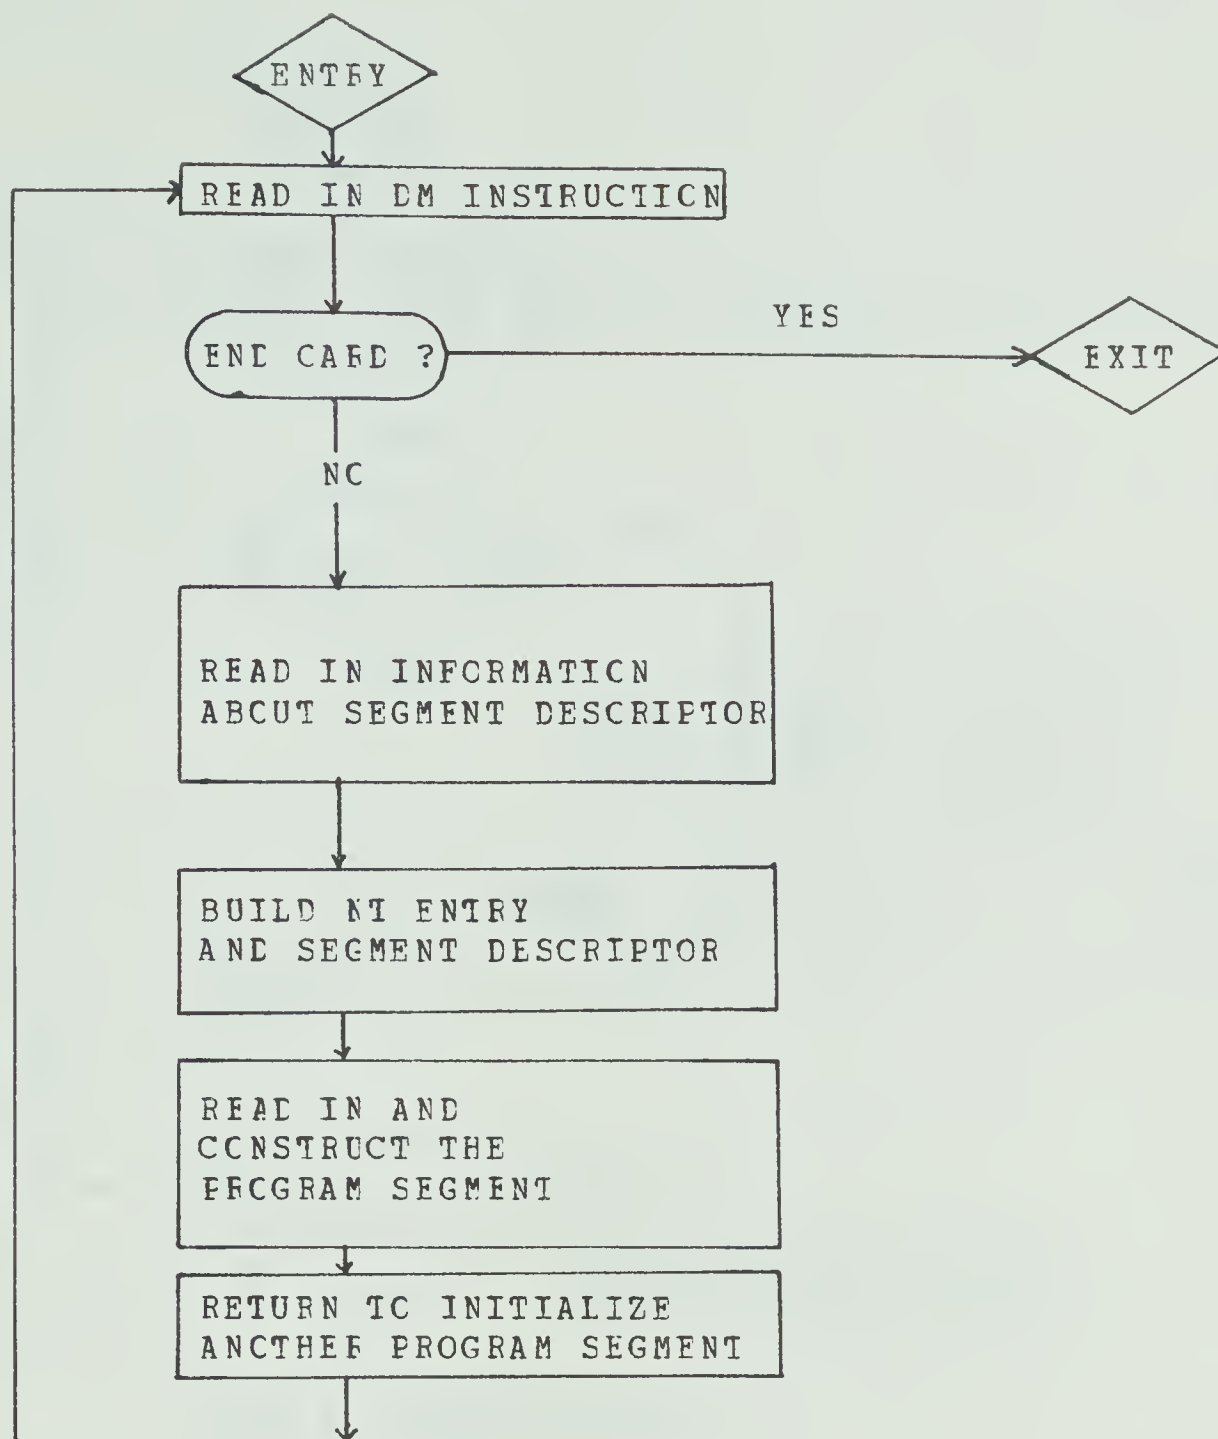 ENTRY
READ IN DM INSTRUCTION
YES
END CARD ?
EXIT
NO
READ IN INFORMATION
ABOUT SEGMENT DESCRIPTOR
BUILD NT ENTRY
AND SEGMENT DESCRIPTOR
READ IN AND
CONSTRUCT THE
PROGRAM SEGMENT
RETURN TO INITIALIZE
ANOTHER PROGRAM SEGMENT